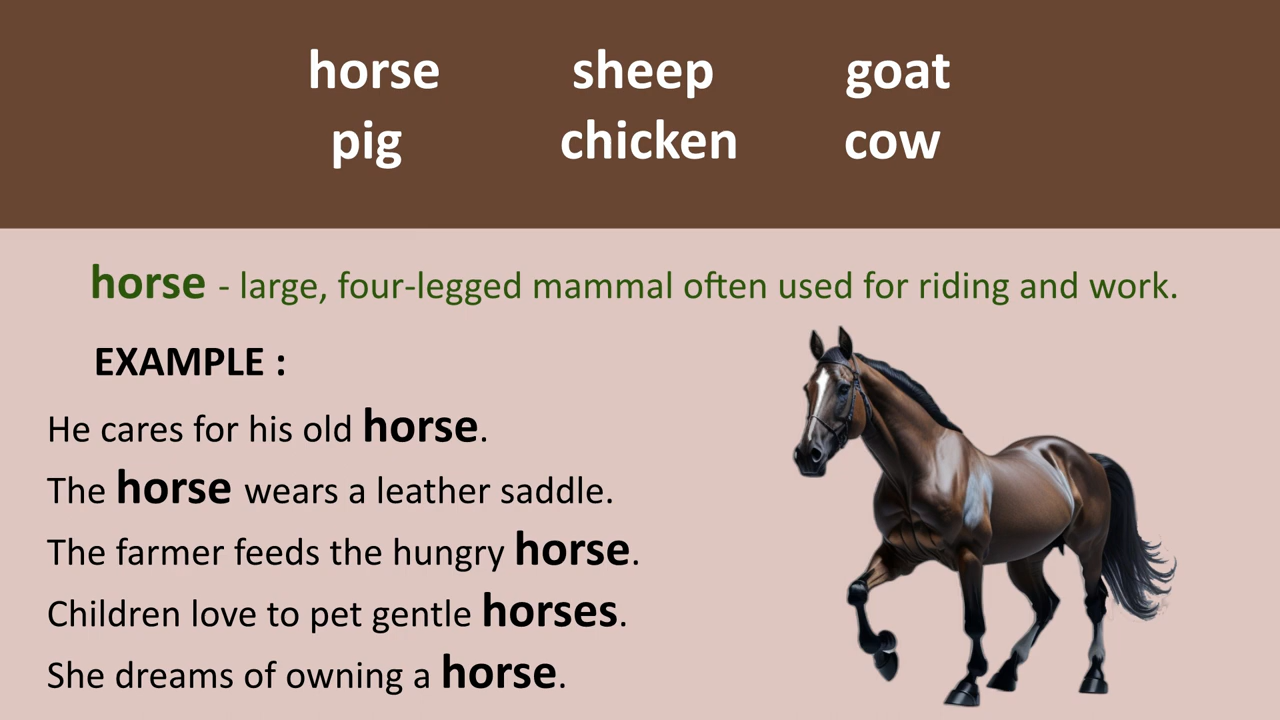 horse sheep goat
pig chicken cow
horse - large, four-legged mammal often used for riding and work.
EXAMPLE :
He cares for his old horse.
The horse wears a leather saddle.
The farmer feeds the hungry horse.
Children love to pet gentle horses.
She dreams of owning a horse.